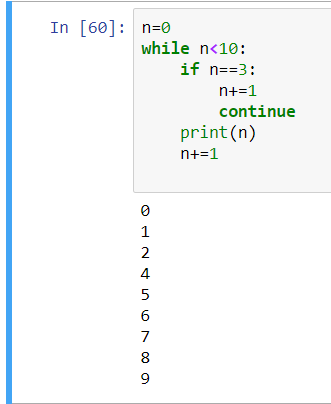 In [60]: n=0
while n<10:
    if n==3:
        n+=1
        continue
    print(n)
    n+=1
0
1
2
4
5
6
7
8
9